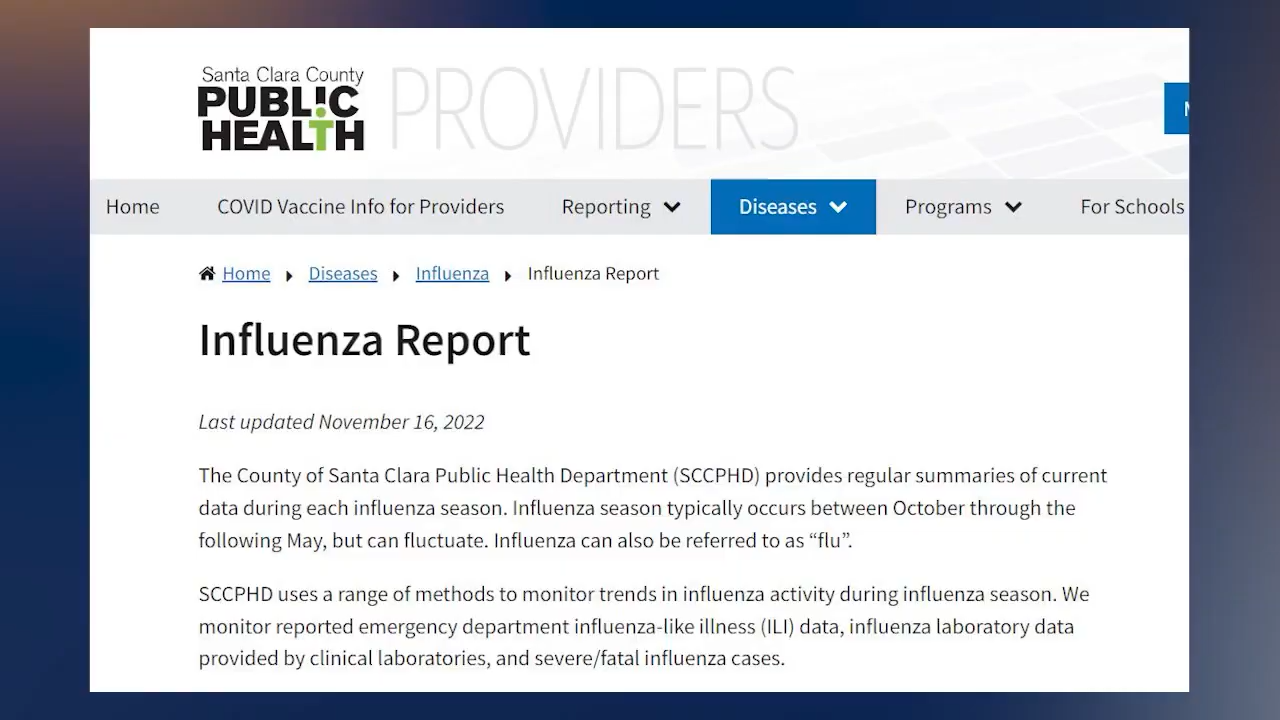 Santa Clara County
PUBLIC
HEALTH
PROVIDERS
Home COVID Vaccine Info for Providers Reporting Diseases Programs For Schools
Home Diseases Influenza Influenza Report
Influenza Report
Last updated November 16, 2022
The County of Santa Clara Public Health Department (SCCPHD) provides regular summaries of current
data during each influenza season. Influenza season typically occurs between October through the
following May, but can fluctuate. Influenza can also be referred to as “flu”.
SCCPHD uses a range of methods to monitor trends in influenza activity during influenza season. We
monitor reported emergency department influenza-like illness (ILI) data, influenza laboratory data
provided by clinical laboratories, and severe/fatal influenza cases.